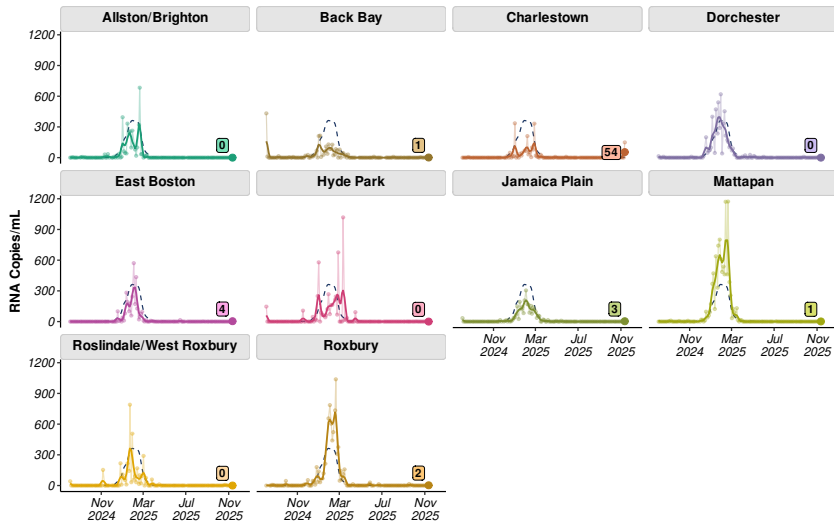 Allston/Brighton Back Bay Charlestown Dorchester
1200
900
600
300
0
0 1 54 0
East Boston Hyde Park Jamaica Plain Mattapan
1200
900
600
300
0
4 0 3 1
RNA Copies/mL
Nov 2024 Mar 2025 Jul 2025 Nov 2025 Nov 2024 Mar 2025 Jul 2025 Nov 2025
Roslindale/West Roxbury Roxbury
1200
900
600
300
0
0 2
Nov 2024 Mar 2025 Jul 2025 Nov 2025 Nov 2024 Mar 2025 Jul 2025 Nov 2025